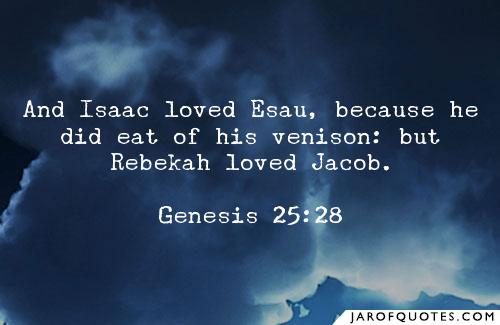 And Isaac loved Esau, because he
did eat of his venison: but
Rebekah loved Jacob.
Genesis 25:28
JAROFQUOTES.COM